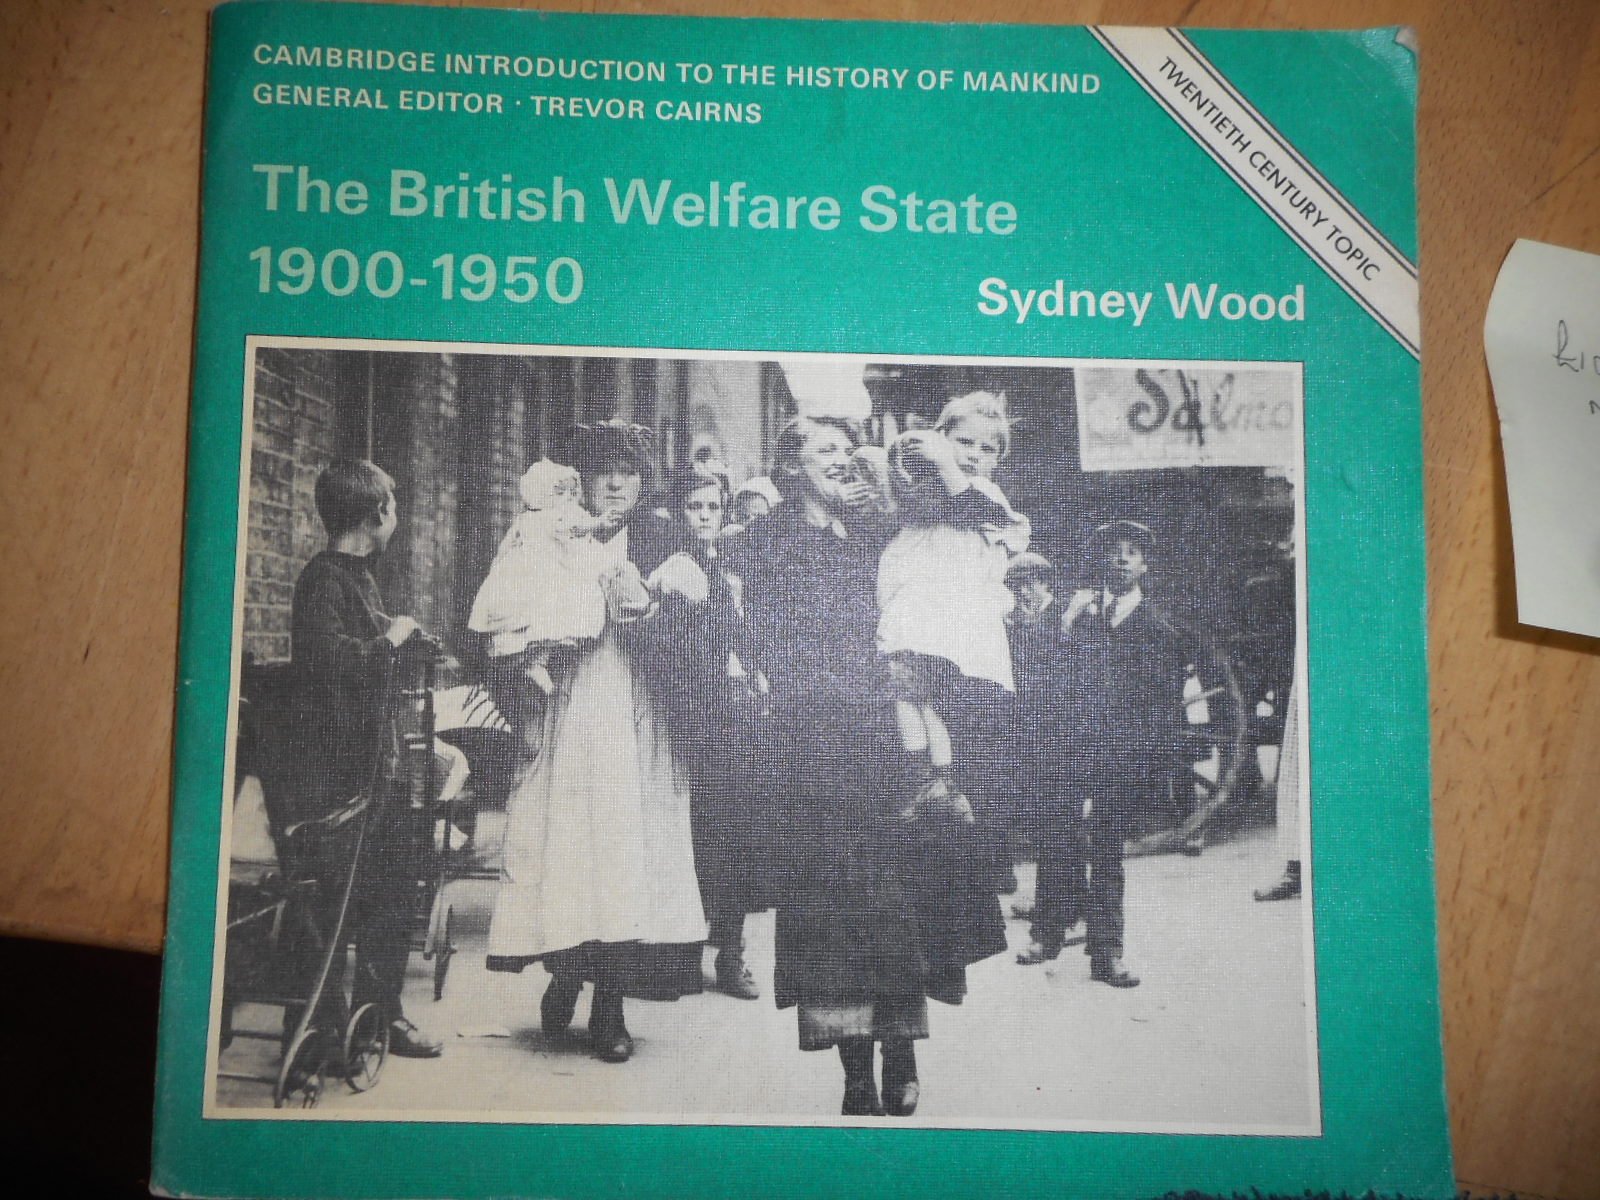 CAMBRIDGE INTRODUCTION TO THE HISTORY OF MANKIND
GENERAL EDITOR · TREVOR CAIRNS
TWENTIETH CENTURY TOPIC
The British Welfare State
1900-1950
Sydney Wood
Salmo